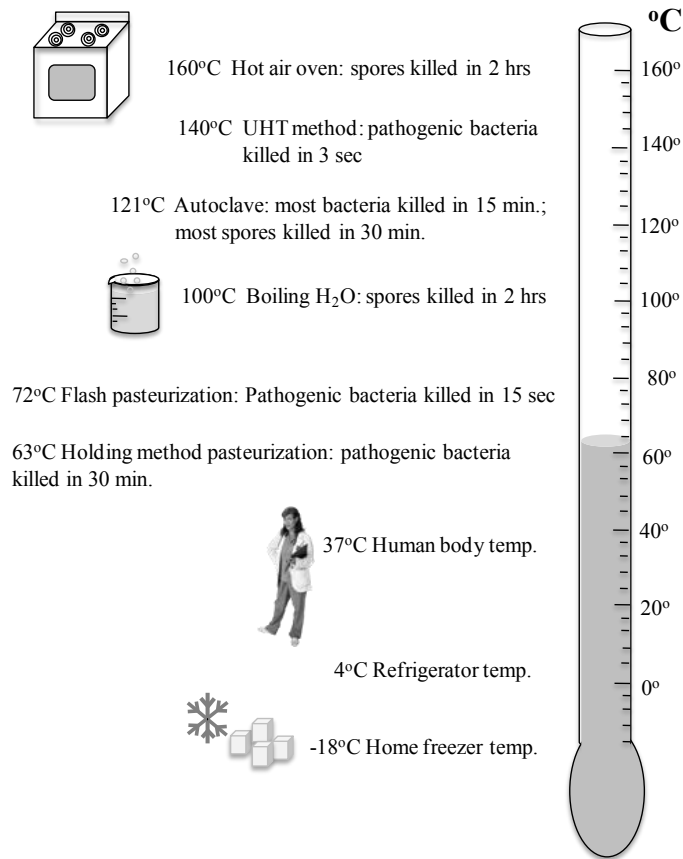 ºC
160ºC Hot air oven: spores killed in 2 hrs
160º
140ºC UHT method: pathogenic bacteria
killed in 3 sec
140º
121ºC Autoclave: most bacteria killed in 15 min.;
most spores killed in 30 min.
120º
100ºC Boiling H₂O: spores killed in 2 hrs
100º
80º
72ºC Flash pasteurization: Pathogenic bacteria killed in 15 sec
63ºC Holding method pasteurization: pathogenic bacteria
killed in 30 min.
60º
37ºC Human body temp.
40º
20º
4ºC Refrigerator temp.
0º
-18ºC Home freezer temp.